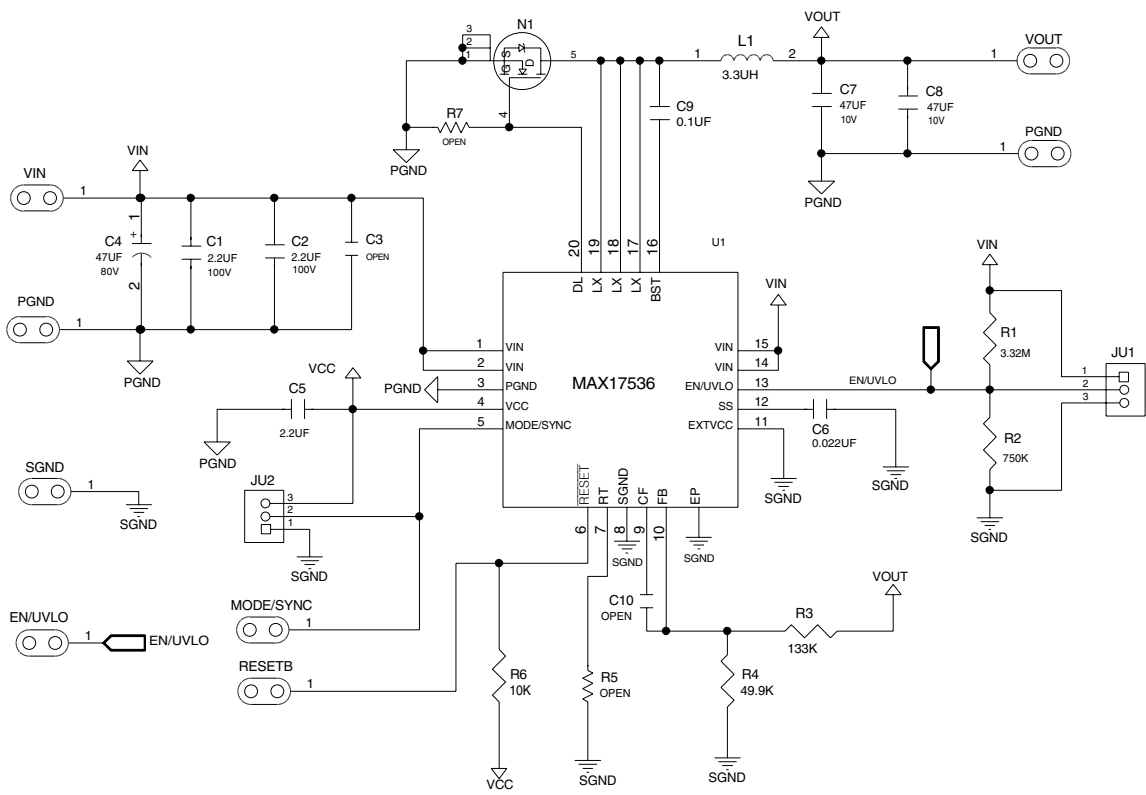 N1
3
2
1
G S
D
5
4
R7
OPEN
PGND
1 L1 2
3.3UH
C9
0.1UF
VOUT
C7
47UF
10V
C8
47UF
10V
1 VOUT
1 PGND
PGND
VIN
1
VIN
1
C4
47UF
80V
+
2
C1
2.2UF
100V
C2
2.2UF
100V
C3
OPEN
PGND
1
PGND
U1
20 19 18 17 16
DL LX LX LX BST
MAX17536
1 VIN
2 VIN
3 PGND
4 VCC
5 MODE/SYNC
PGND
VCC
C5
2.2UF
PGND
VIN 15
VIN 14
EN/UVLO 13
SS 12
EXTVCC 11
VIN
EN/UVLO
C6
0.022UF
SGND
SGND
VIN
R1
3.32M
R2
750K
SGND
JU1
1
2
3
RESET RT SGND CF FB EP
6 7 8 9 10
SGND
SGND
SGND
1
SGND
JU2
3
2
1
SGND
EN/UVLO
1
EN/UVLO
MODE/SYNC
1
RESETB
1
R6
10K
VCC
R5
OPEN
SGND
C10
OPEN
R3
133K
VOUT
R4
49.9K
SGND